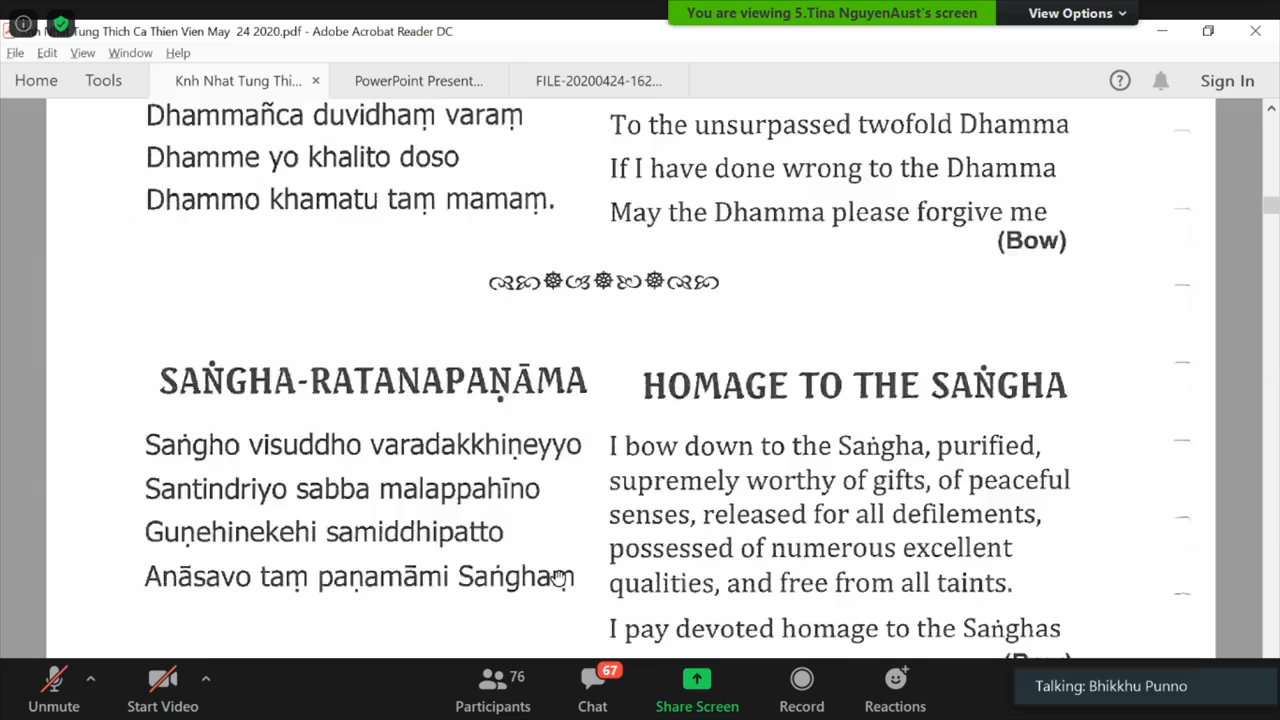 You are viewing 5.Tina NguyenAust's screen
View Options
nh Nhat Tung Thich Ca Thien Vien May 24 2020.pdf - Adobe Acrobat Reader DC
File Edit View Window Help
Home Tools Knh Nhat Tung Thi... × PowerPoint Present... FILE-20200424-162... Sign In
Dhammañca duvidhaṃ varaṃ
Dhamme yo khalito doso
Dhammo khamatu taṃ mamaṃ.
To the unsurpassed twofold Dhamma
If I have done wrong to the Dhamma
May the Dhamma please forgive me
(Bow)
SAṄGHA-RATANAPAṆĀMA
Saṅgho visuddho varadakkhiṇeyyo
Santindriyo sabba malappahīno
Guṇehinekehi samiddhipatto
Anāsavo taṃ paṇamāmi Saṅghaṃ
HOMAGE TO THE SAṄGHA
I bow down to the Saṅgha, purified,
supremely worthy of gifts, of peaceful
senses, released for all defilements,
possessed of numerous excellent
qualities, and free from all taints.
I pay devoted homage to the Saṅghas
(Bow)
Unmute
Start Video
76
Participants
67
Chat
Share Screen
Record
Reactions
Talking: Bhikkhu Punno